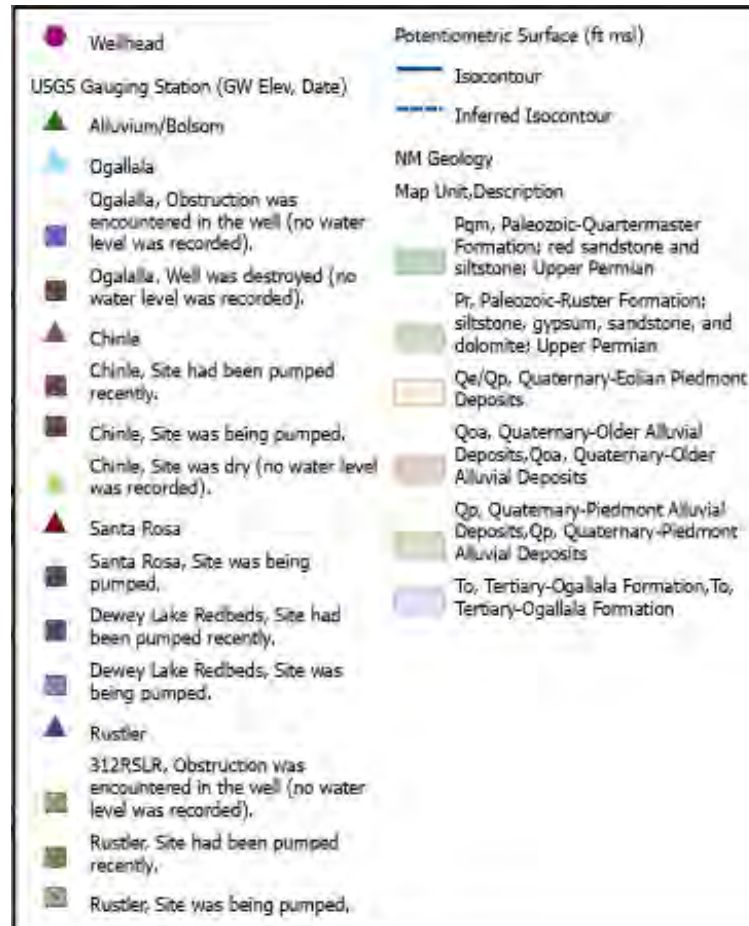 Wellhead
USGS Gauging Station (GW Elev, Date)
Alluvium/Bolsom
Ogallala
Ogalalla, Obstruction was
encountered in the well (no water
level was recorded).
Ogalalla, Well was destroyed (no
water level was recorded).
Chinle
Chinle, Site had been pumped
recently.
Chinle, Site was being pumped.
Chinle, Site was dry (no water level
was recorded).
Santa Rosa
Santa Rosa, Site was being
pumped.
Dewey Lake Redbeds, Site had
been pumped recently.
Dewey Lake Redbeds, Site was
being pumped.
Rustler
312RSLR, Obstruction was
encountered in the well (no water
level was recorded).
Rustler, Site had been pumped
recently.
Rustler, Site was being pumped.
Potentiometric Surface (ft msl)
Isocontour
Inferred Isocontour
NM Geology
Map Unit,Description
Pqm, Paleozoic-Quartermaster
Formation; red sandstone and
siltstone; Upper Permian
Pr, Paleozoic-Ruster Formation;
siltstone, gypsum, sandstone, and
dolomite; Upper Permian
Qe/Qp, Quaternary-Eolian Piedmont
Deposits
Qoa, Quaternary-Older Alluvial
Deposits,Qoa, Quaternary-Older
Alluvial Deposits
Qp, Quaternary-Piedmont Alluvial
Deposits,Qp, Quaternary-Piedmont
Alluvial Deposits
To, Tertiary-Ogallala Formation,To,
Tertiary-Ogallala Formation